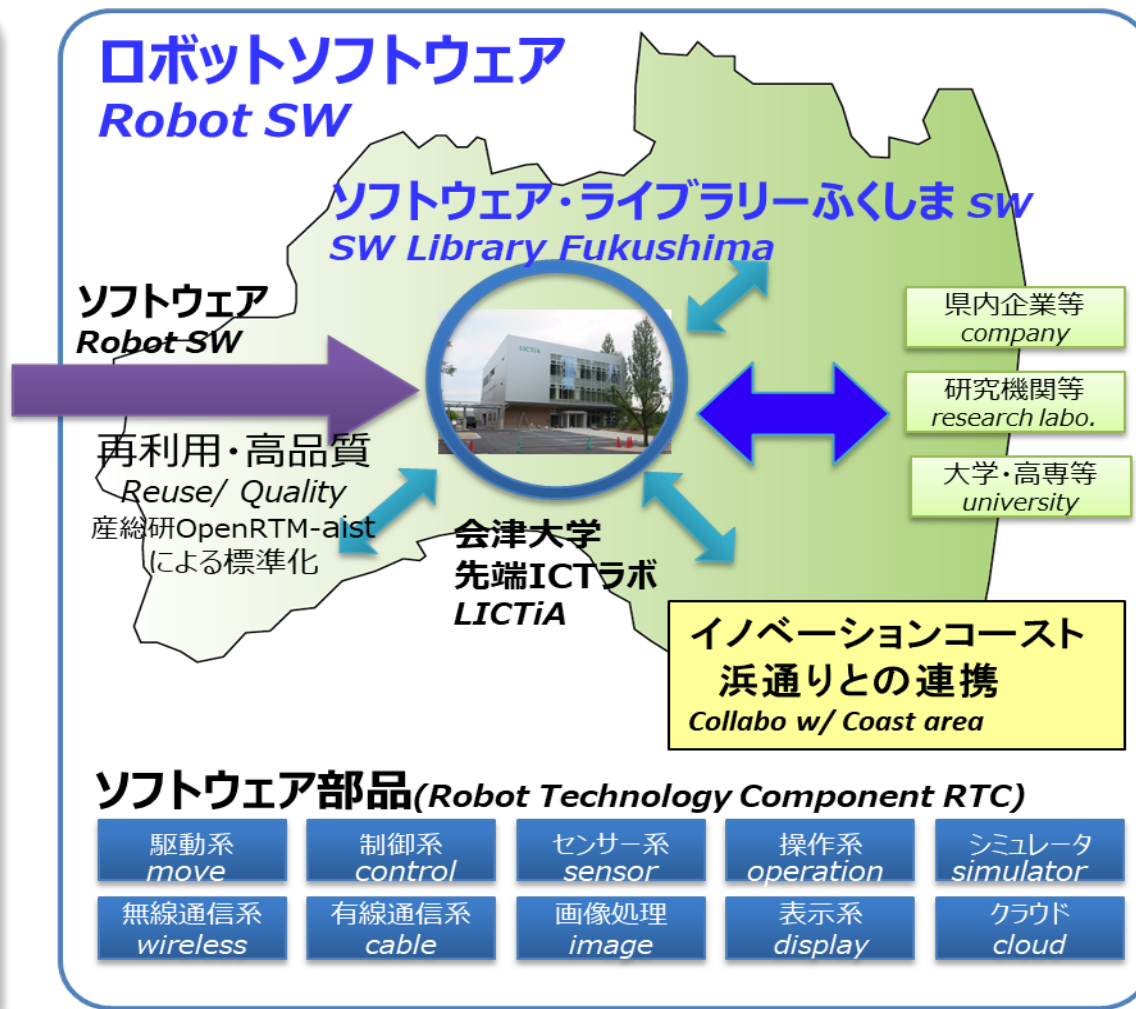 ロボットソフトウェア
Robot SW
ソフトウェア・ライブラリーふくしま SW
SW Library Fukushima
ソフトウェア
Robot SW
LICTiA
県内企業等
company
研究機関等
research labo.
大学・高専等
university
再利用・高品質
Reuse/ Quality
産総研OpenRTM-aist
による標準化
会津大学
先端ICTラボ
LICTiA
イノベーションコースト
浜通りとの連携
Collabo w/ Coast area
ソフトウェア部品(Robot Technology Component RTC)
駆動系
move
制御系
control
センサー系
sensor
操作系
operation
シミュレータ
simulator
無線通信系
wireless
有線通信系
cable
画像処理
image
表示系
display
クラウド
cloud